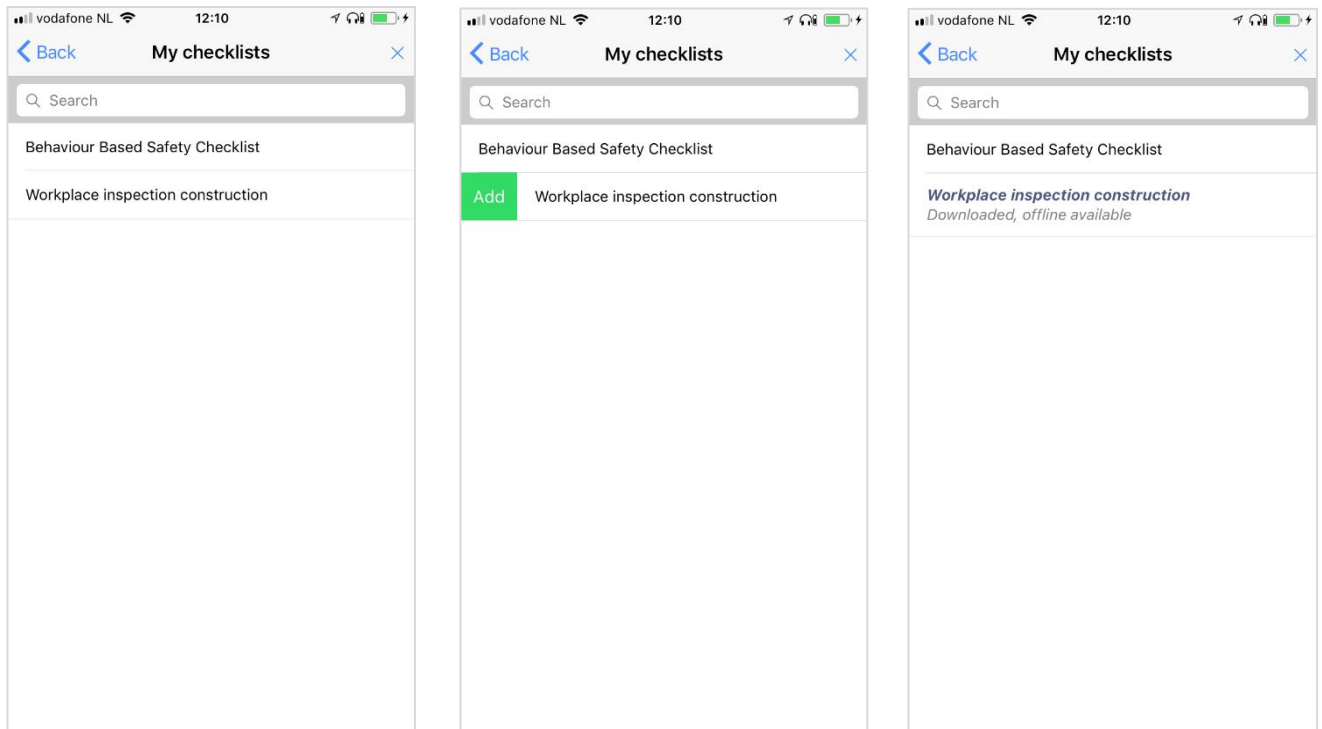 vodafone NL 12:10
Back My checklists
Search
Behaviour Based Safety Checklist
Workplace inspection construction
vodafone NL 12:10
Back My checklists
Search
Behaviour Based Safety Checklist
Add Workplace inspection construction
vodafone NL 12:10
Back My checklists
Search
Behaviour Based Safety Checklist
Workplace inspection construction
Downloaded, offline available